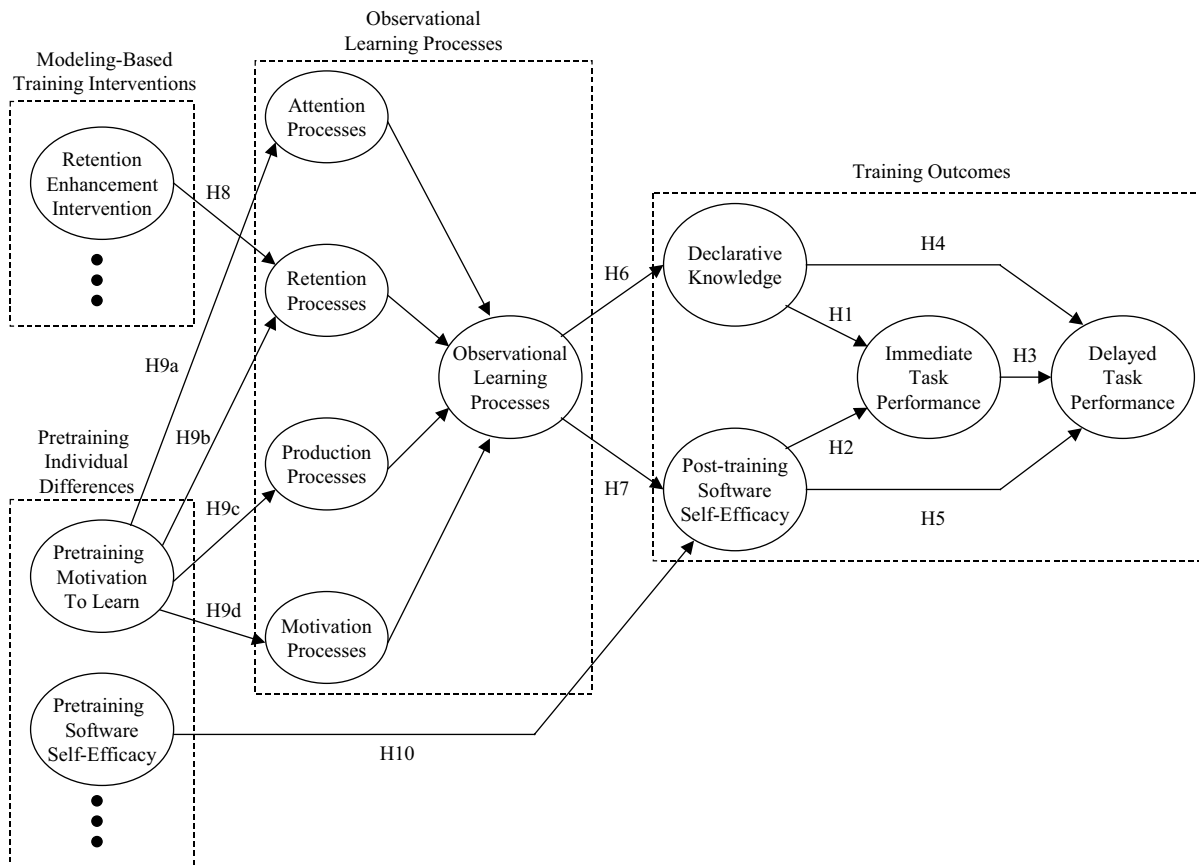 Observational
Learning Processes
Modeling-Based
Training Interventions
Attention
Processes
Retention
Enhancement
Intervention
H8
Training Outcomes
Retention
Processes
H6
Declarative
Knowledge
H4
H1
H9a
Observational
Learning
Processes
Immediate
Task
Performance
H3
Delayed
Task
Performance
H9b
Pretraining
Individual
Differences
Production
Processes
H2
H7
Post-training
Software
Self-Efficacy
H5
H9c
Pretraining
Motivation
To Learn
H9d
Motivation
Processes
Pretraining
Software
Self-Efficacy
H10